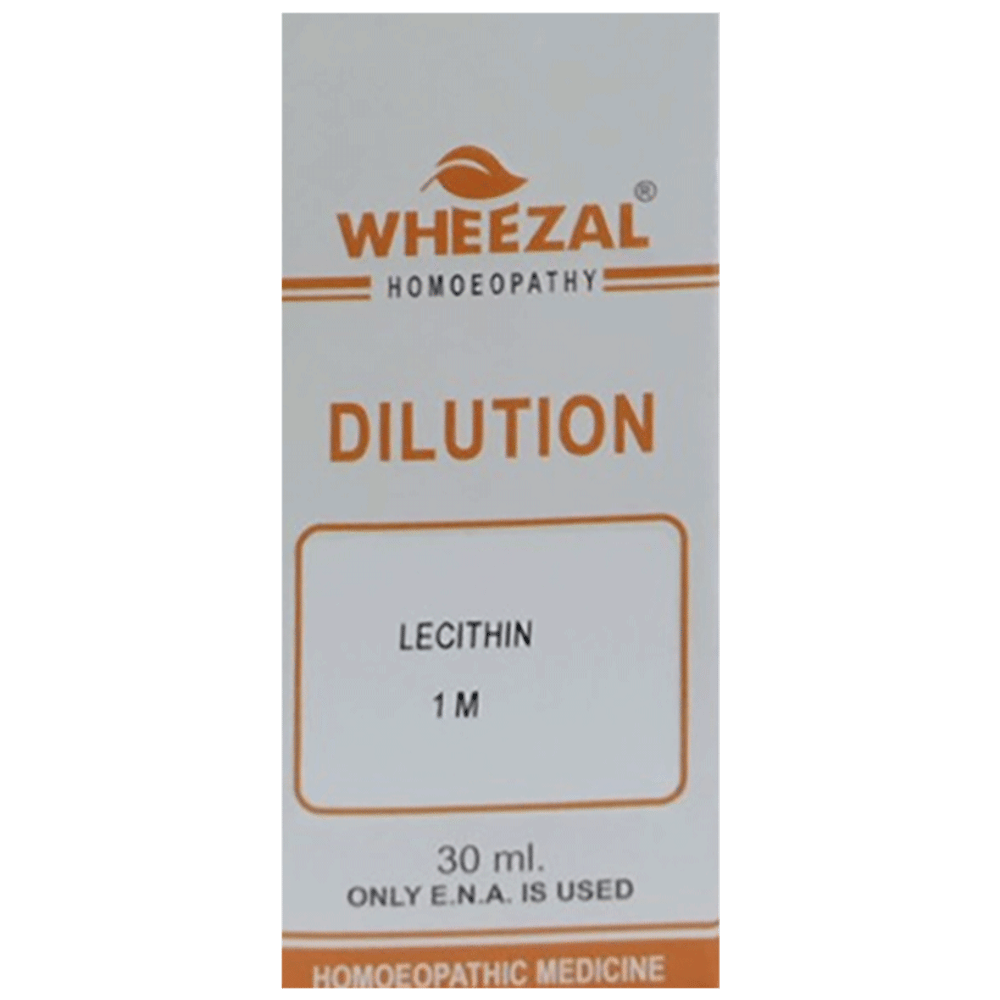 WHEEZAL®
HOMOEOPATHY
DILUTION
LECITHIN
1 M
30 ml.
ONLY E.N.A. IS USED
HOMOEOPATHIC MEDICINE